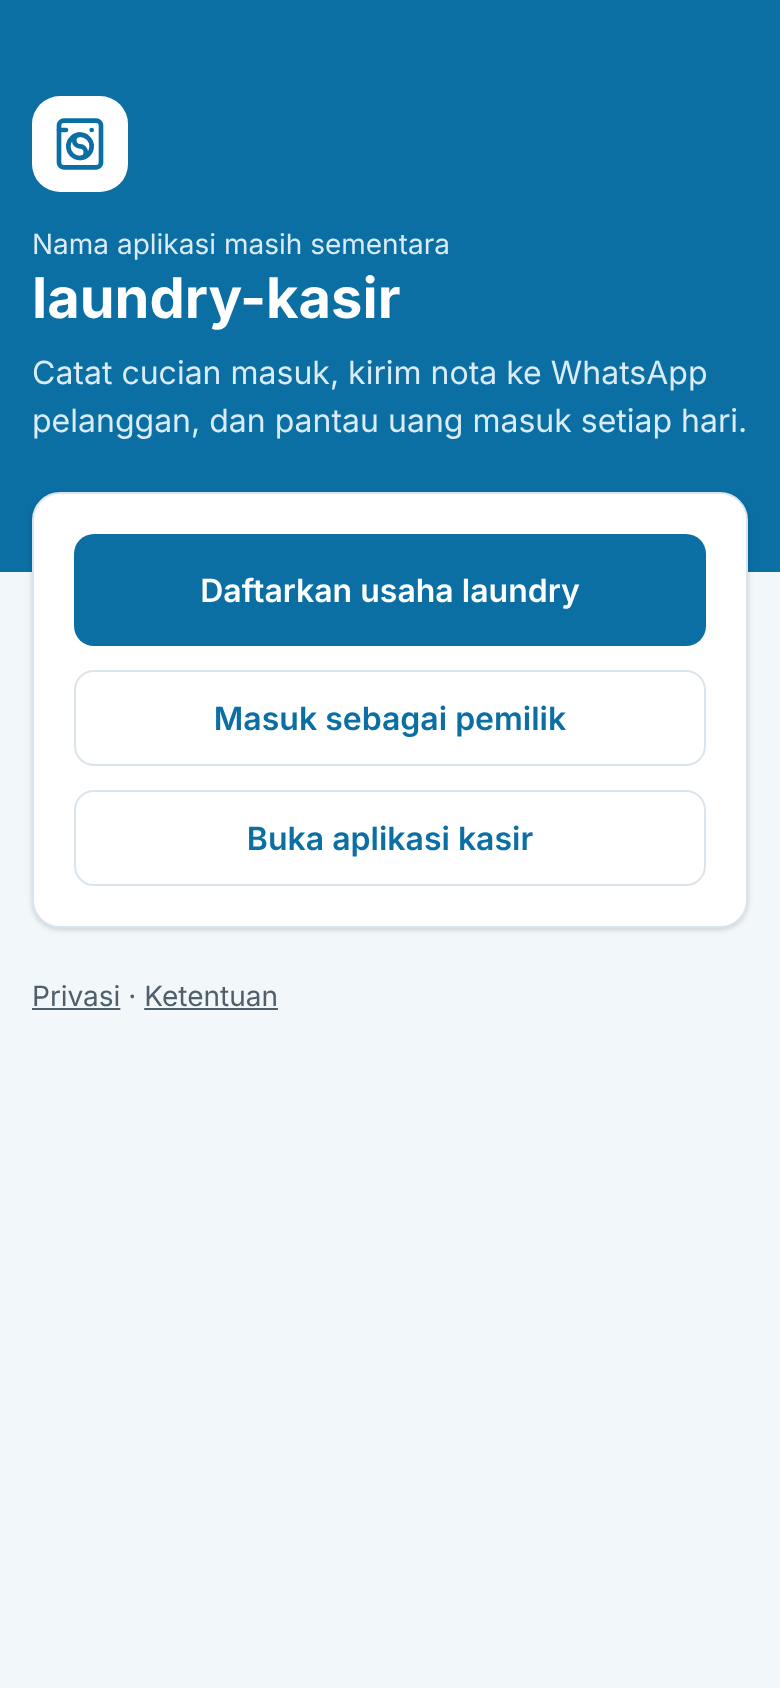 Nama aplikasi masih sementara
laundry-kasir
Catat cucian masuk, kirim nota ke WhatsApp
pelanggan, dan pantau uang masuk setiap hari.
Daftarkan usaha laundry
Masuk sebagai pemilik
Buka aplikasi kasir
Privasi · Ketentuan